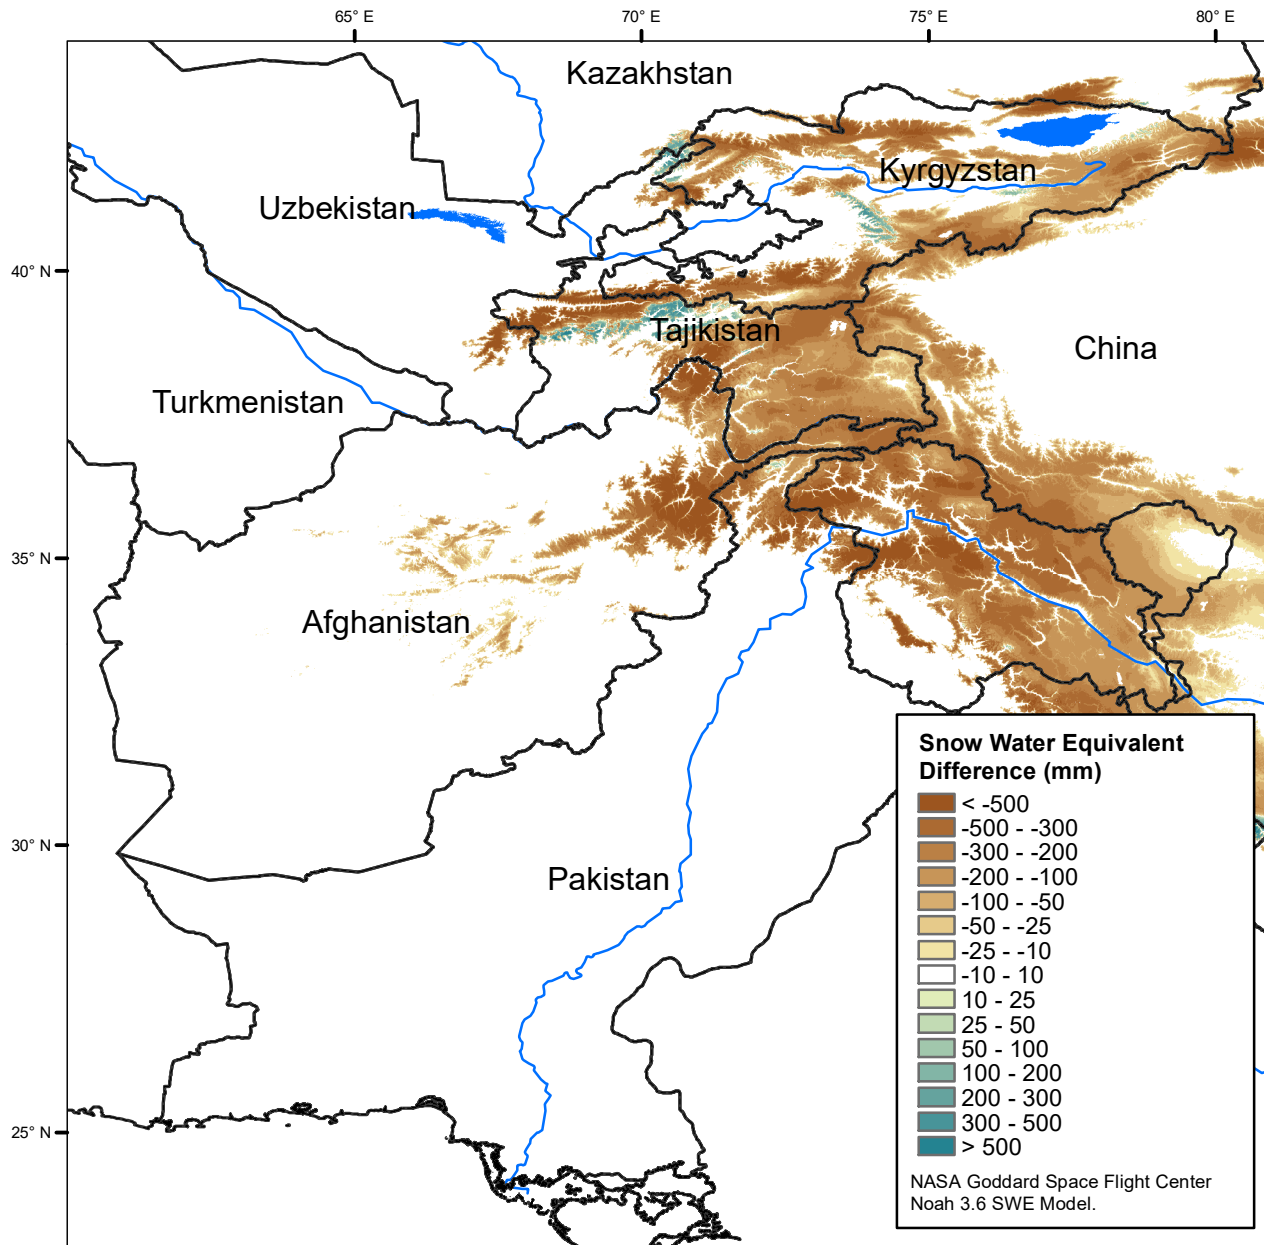 65° E
70° E
75° E
80° E
Kazakhstan
Kyrgyzstan
Uzbekistan
40° N
Tajikistan
China
Turkmenistan
35° N
Afghanistan
Snow Water Equivalent
Difference (mm)
< -500
-500 - -300
-300 - -200
-200 - -100
-100 - -50
-50 - -25
-25 - -10
-10 - 10
10 - 25
25 - 50
50 - 100
100 - 200
200 - 300
300 - 500
> 500
30° N
Pakistan
25° N
NASA Goddard Space Flight Center
Noah 3.6 SWE Model.